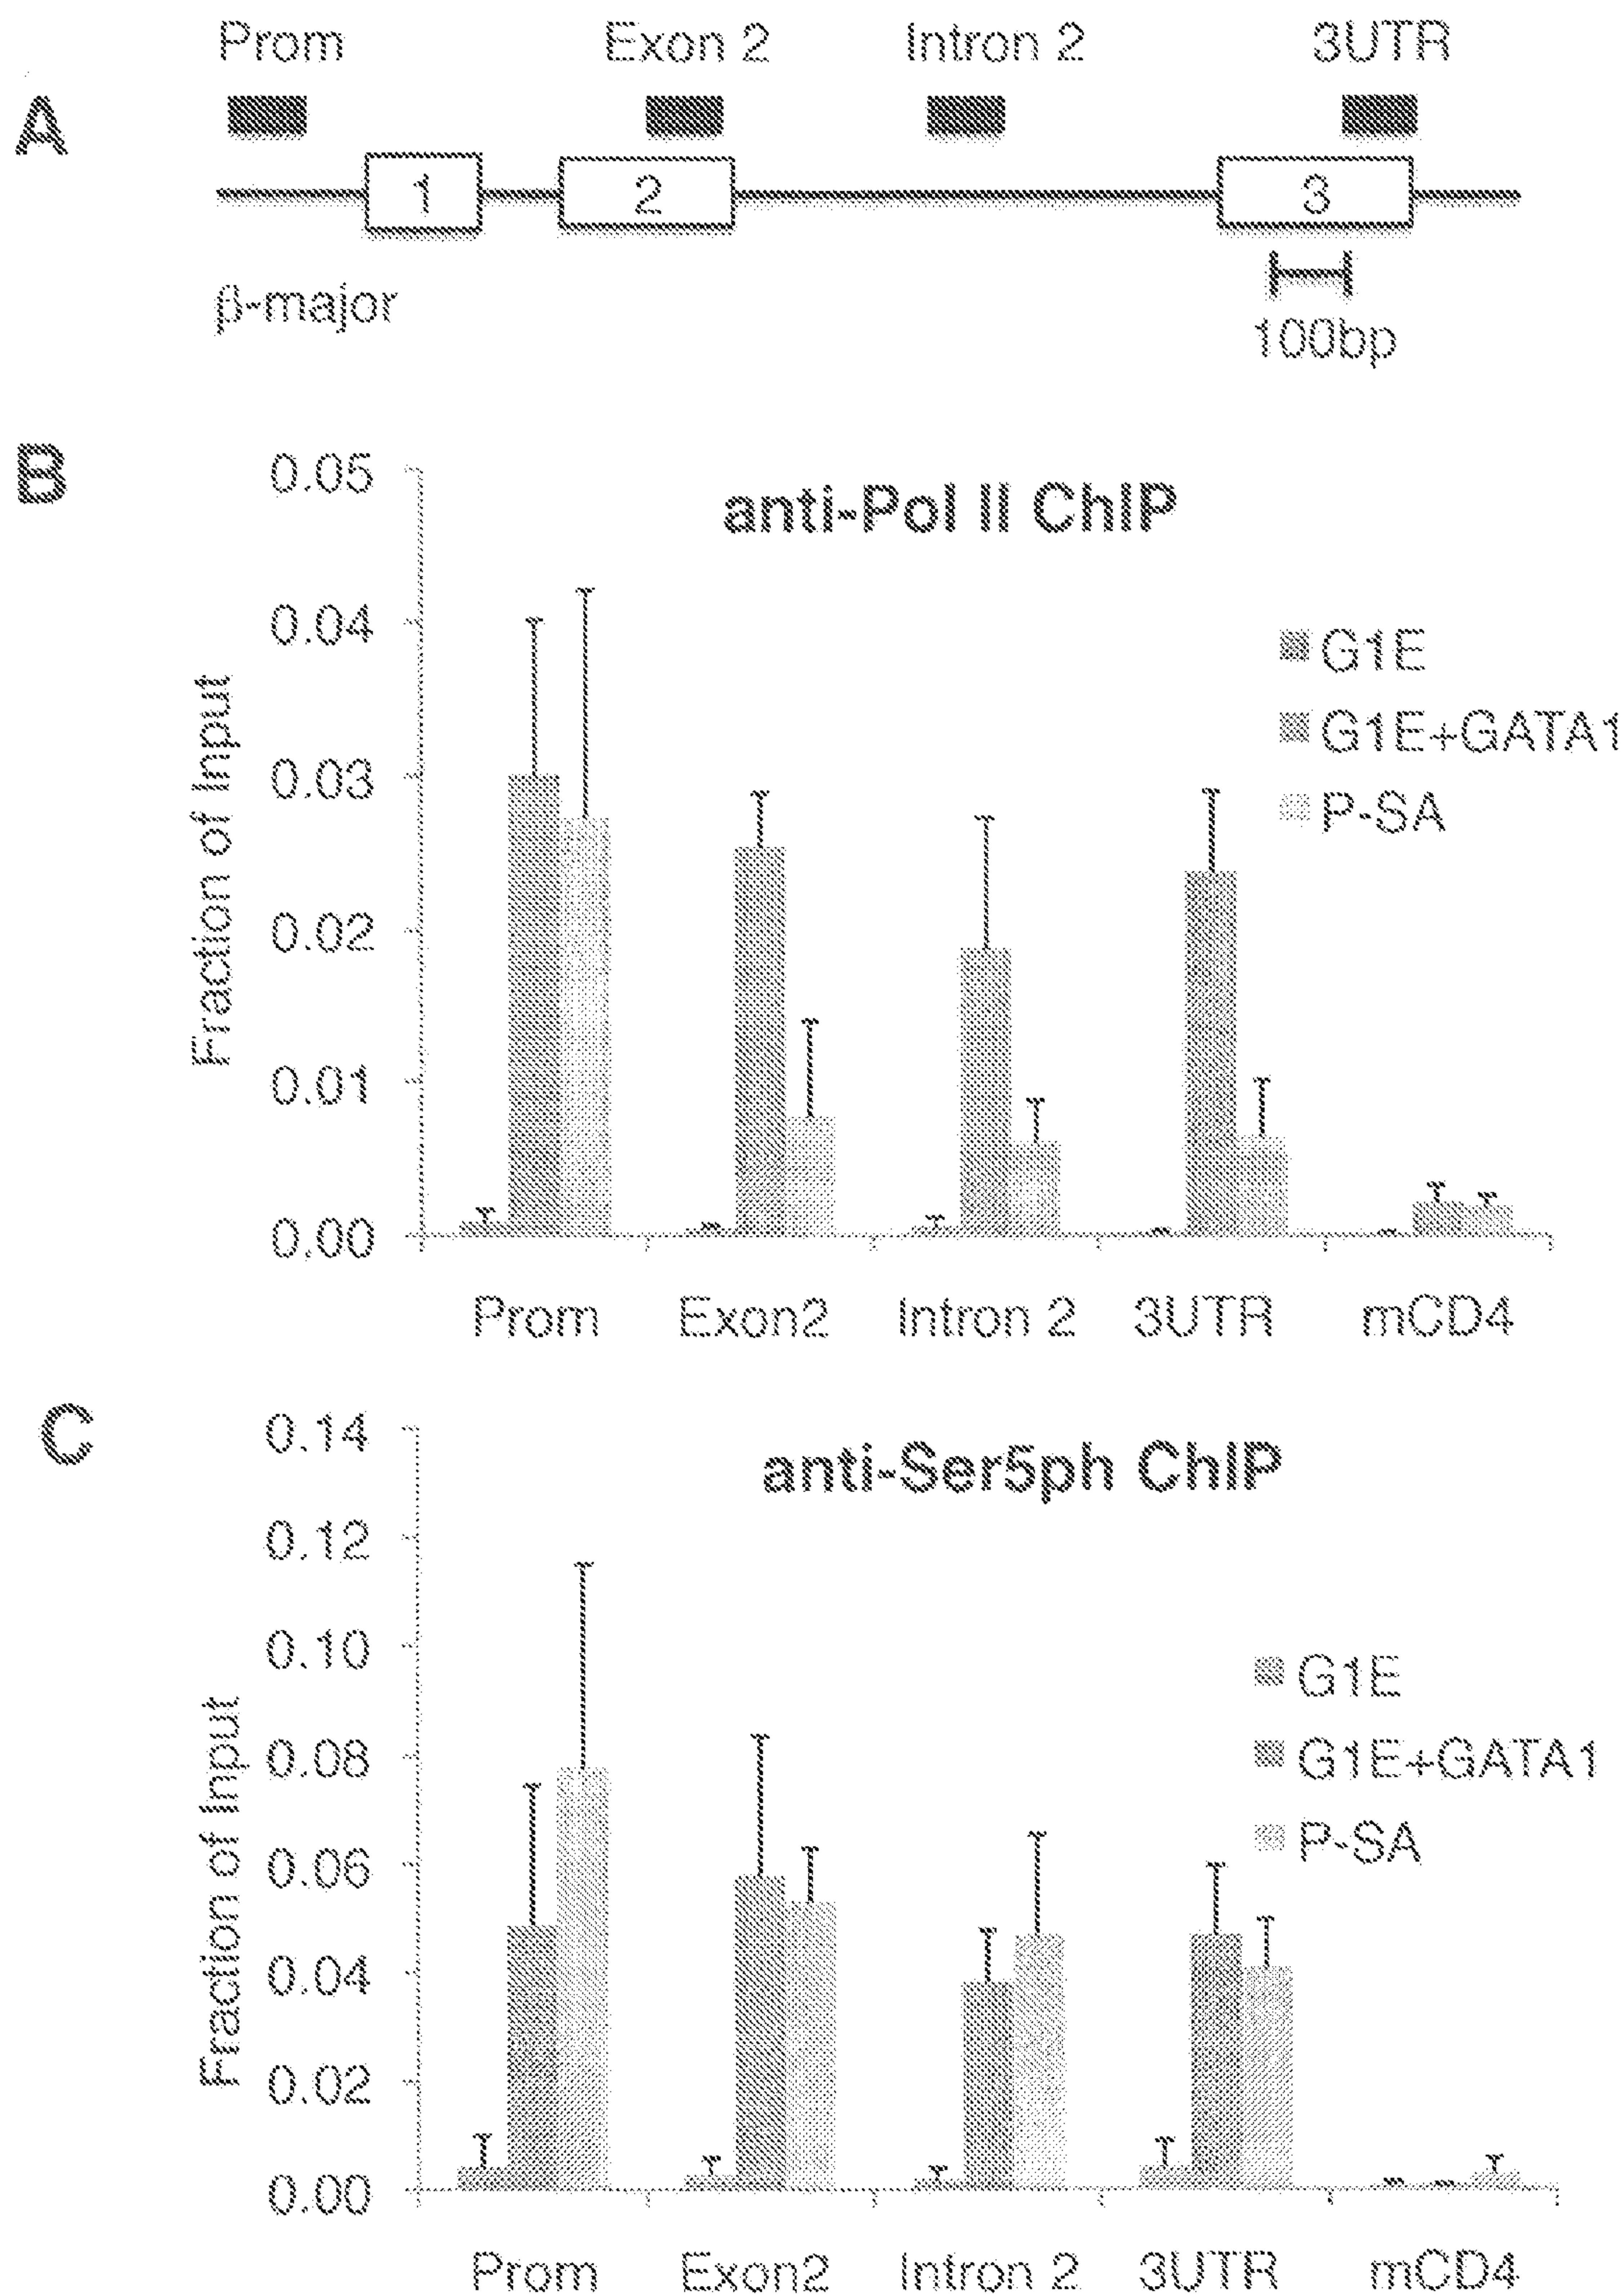 Prom Exon 2 Intron 2 3UTR
A
1 2 3
β-major
100bp
B
anti-Pol II ChIP
0.05
0.04
0.03
0.02
0.01
0.00
Fraction of Input
G1E
G1E+GATA1
P-SA
Prom Exon2 Intron 2 3UTR mCD4
C
anti-Ser5ph ChIP
0.14
0.12
0.10
0.08
0.06
0.04
0.02
0.00
Fraction of Input
G1E
G1E+GATA1
P-SA
Prom Exon2 Intron 2 3UTR mCD4